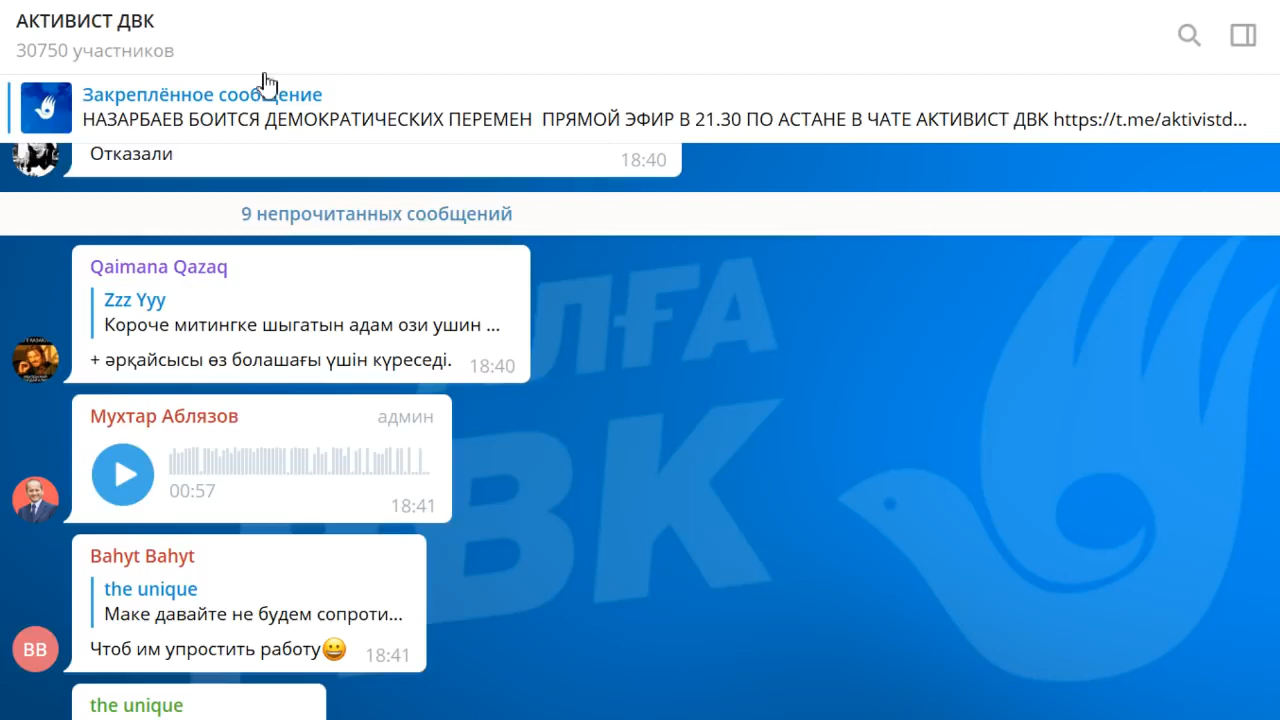 АКТИВИСТ ДВК
30750 участников
Закреплённое сообщение
НАЗАРБАЕВ БОИТСЯ ДЕМОКРАТИЧЕСКИХ ПЕРЕМЕН ПРЯМОЙ ЭФИР В 21.30 ПО АСТАНЕ В ЧАТЕ АКТИВИСТ ДВК https://t.me/aktivistd...
Отказали
18:40
9 непрочитанных сообщений
Qaimana Qazaq
Zzz Yyy
Короче митингке шыгатын адам ози ушин ...
+ әрқайсысы өз болашағы үшін күреседі.
18:40
Мухтар Аблязов админ
00:57
18:41
Bahyt Bahyt
the unique
Маке давайте не будем сопроти...
Чтоб им упростить работу😀
18:41
BB
the unique
АЛҒА
ДВК